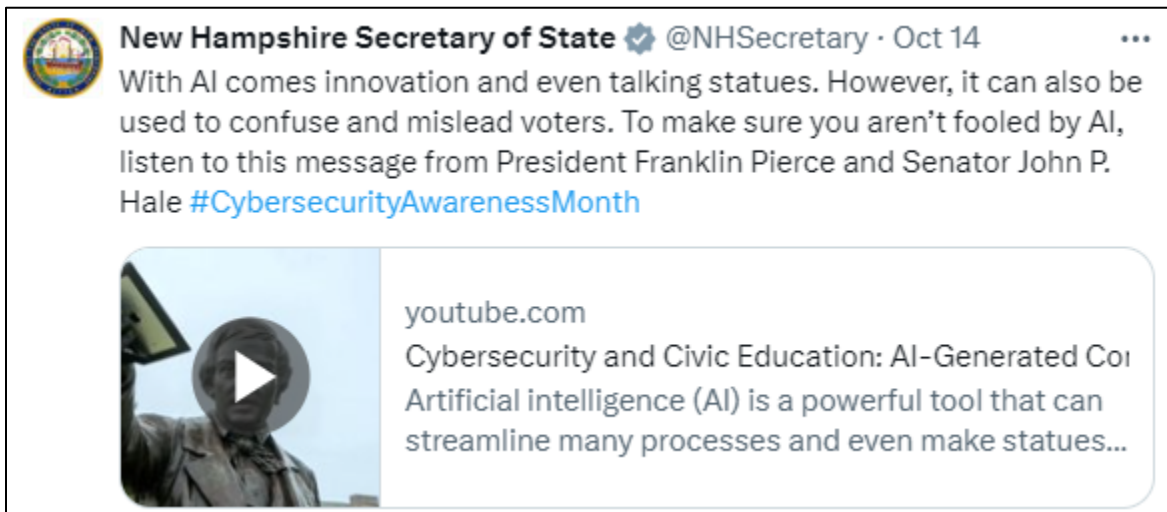 New Hampshire Secretary of State @NHSecretary · Oct 14
With AI comes innovation and even talking statues. However, it can also be
used to confuse and mislead voters. To make sure you aren't fooled by AI,
listen to this message from President Franklin Pierce and Senator John P.
Hale #CybersecurityAwarenessMonth
youtube.com
Cybersecurity and Civic Education: AI-Generated
Artificial intelligence (AI) is a powerful tool that can
streamline many processes and even make statues...